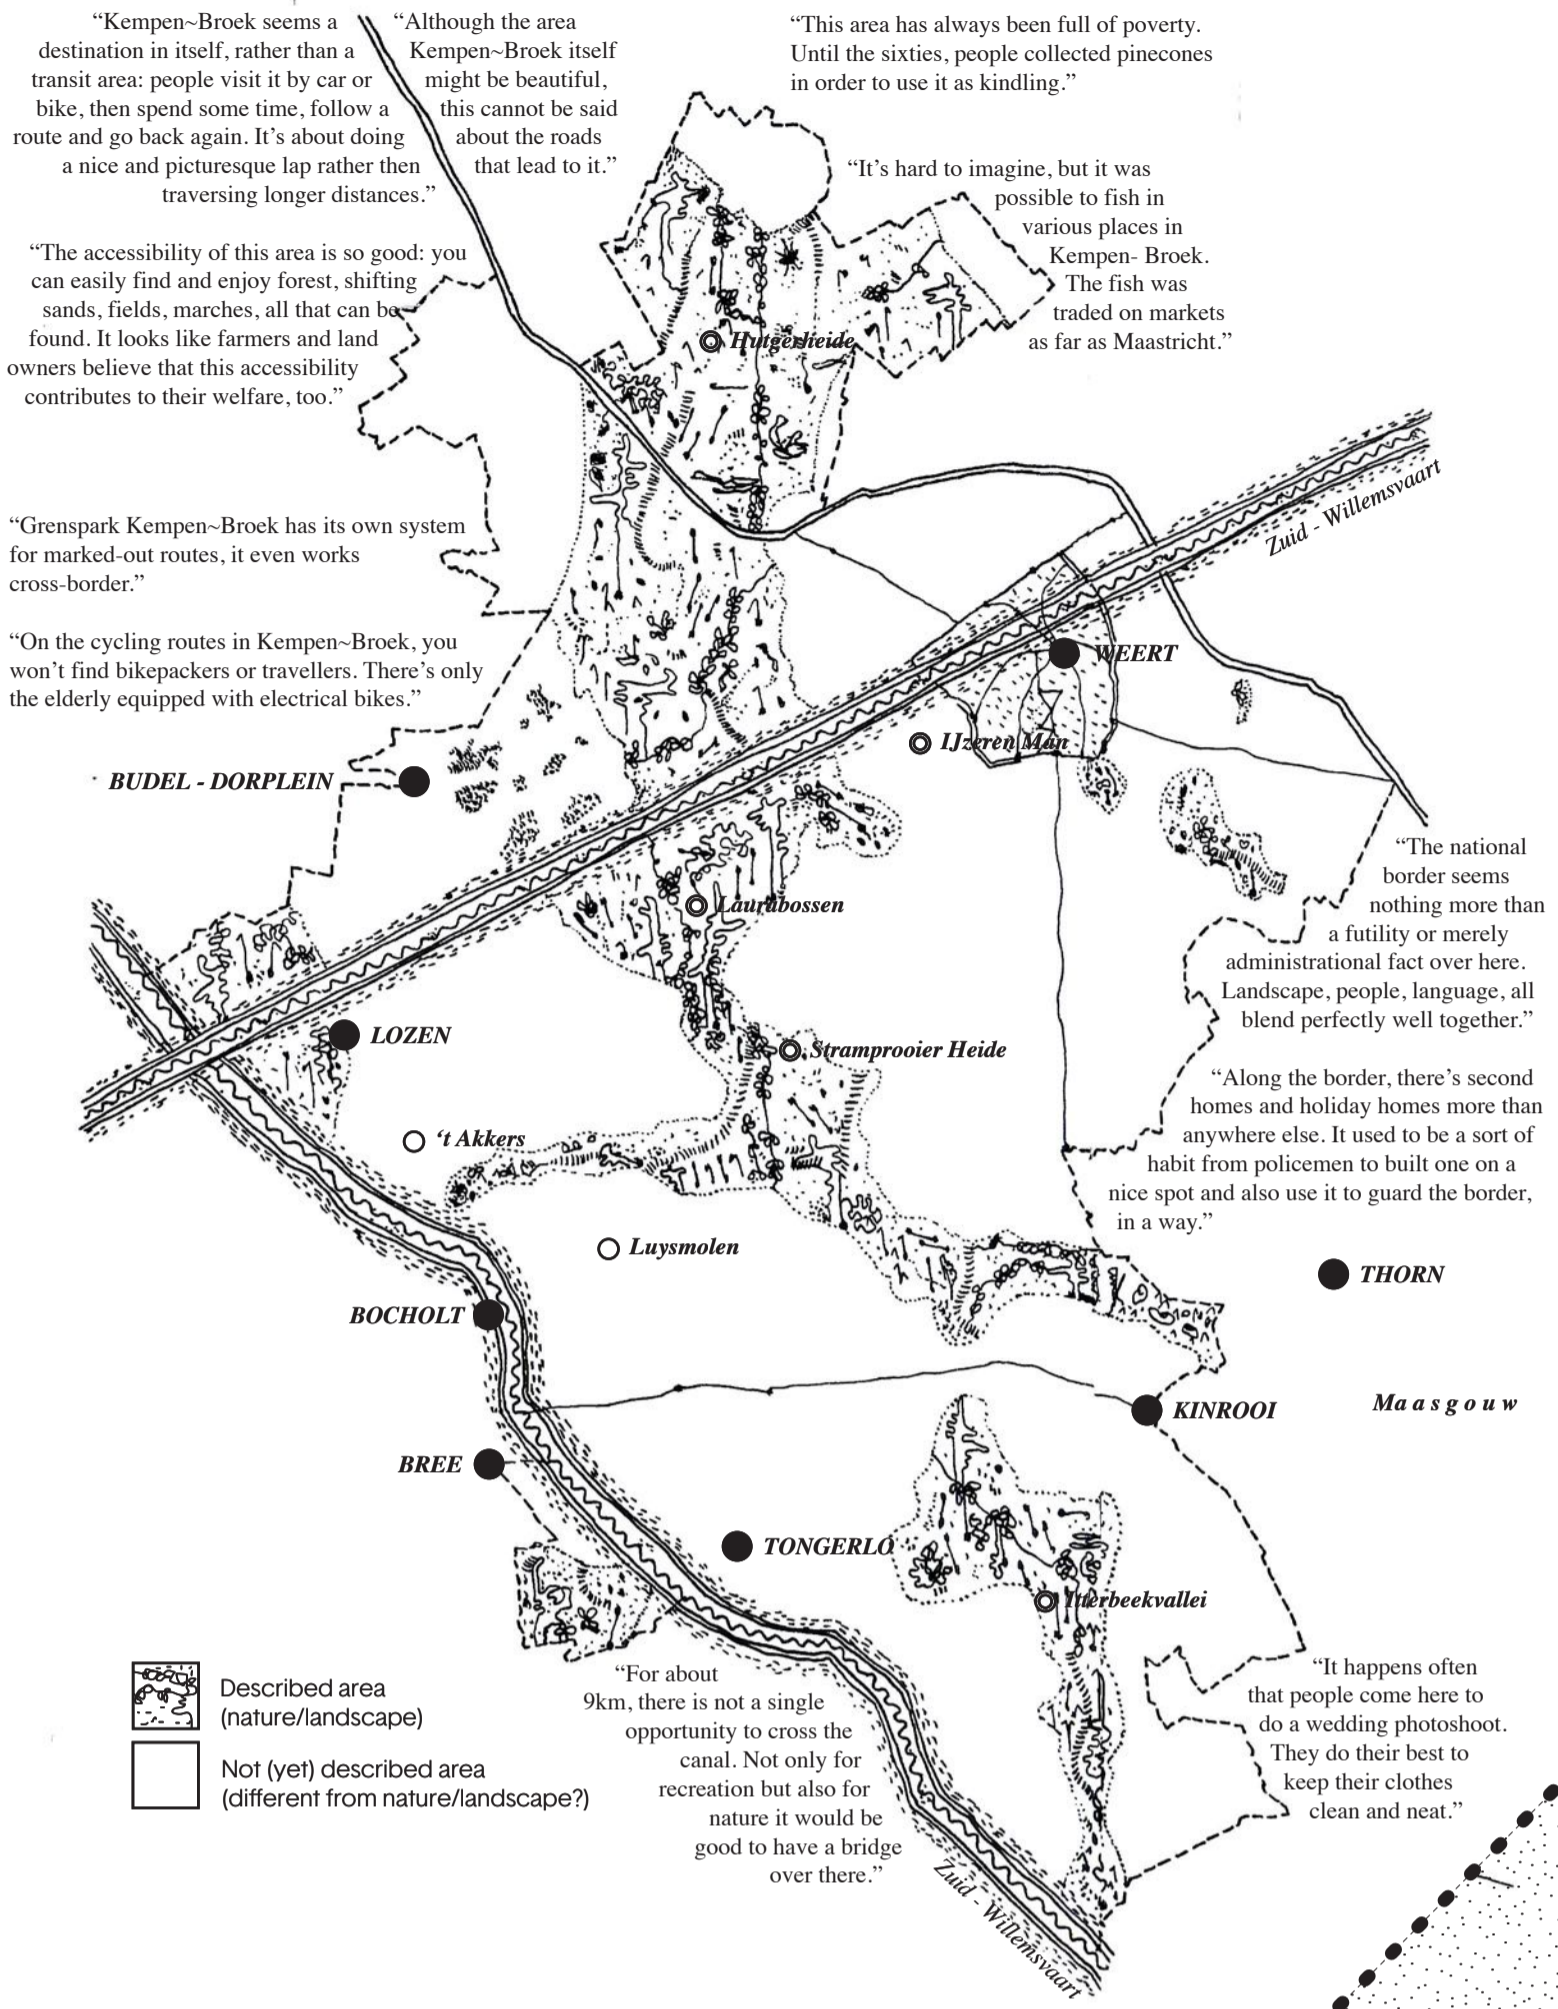 “Kempen~Broek seems a
destination in itself, rather than a
transit area: people visit it by car or
bike, then spend some time, follow a
route and go back again. It’s about doing
a nice and picturesque lap rather then
traversing longer distances.”
“Although the area
Kempen~Broek itself
might be beautiful,
this cannot be said
about the roads
that lead to it.”
“This area has always been full of poverty.
Until the sixties, people collected pinecones
in order to use it as kindling.”
“It’s hard to imagine, but it was
possible to fish in
various places in
Kempen- Broek.
The fish was
traded on markets
as far as Maastricht.”
“The accessibility of this area is so good: you
can easily find and enjoy forest, shifting
sands, fields, marches, all that can be
found. It looks like farmers and land
owners believe that this accessibility
contributes to their welfare, too.”
Hutgerheide
“Grenspark Kempen~Broek has its own system
for marked-out routes, it even works
cross-border.”
Zuid - Willemsvaart
“On the cycling routes in Kempen~Broek, you
won’t find bikepackers or travellers. There’s only
the elderly equipped with electrical bikes.”
WEERT
IJzeren Man
BUDEL - DORPLEIN
“The national
border seems
nothing more than
a futility or merely
administrational fact over here.
Landscape, people, language, all
blend perfectly well together.”
Laurabossen
LOZEN
Stramprooier Heide
“Along the border, there’s second
homes and holiday homes more than
anywhere else. It used to be a sort of
habit from policemen to built one on a
nice spot and also use it to guard the border,
in a way.”
‘t Akkers
Luysmolen
THORN
BOCHOLT
KINROOI
Maasgouw
BREE
TONGERLO
Itterbeekvallei
Described area
(nature/landscape)
Not (yet) described area
(different from nature/landscape?)
“For about
9km, there is not a single
opportunity to cross the
canal. Not only for
recreation but also for
nature it would be
good to have a bridge
over there.”
“It happens often
that people come here to
do a wedding photoshoot.
They do their best to
keep their clothes
clean and neat.”
Zuid - Willemsvaart